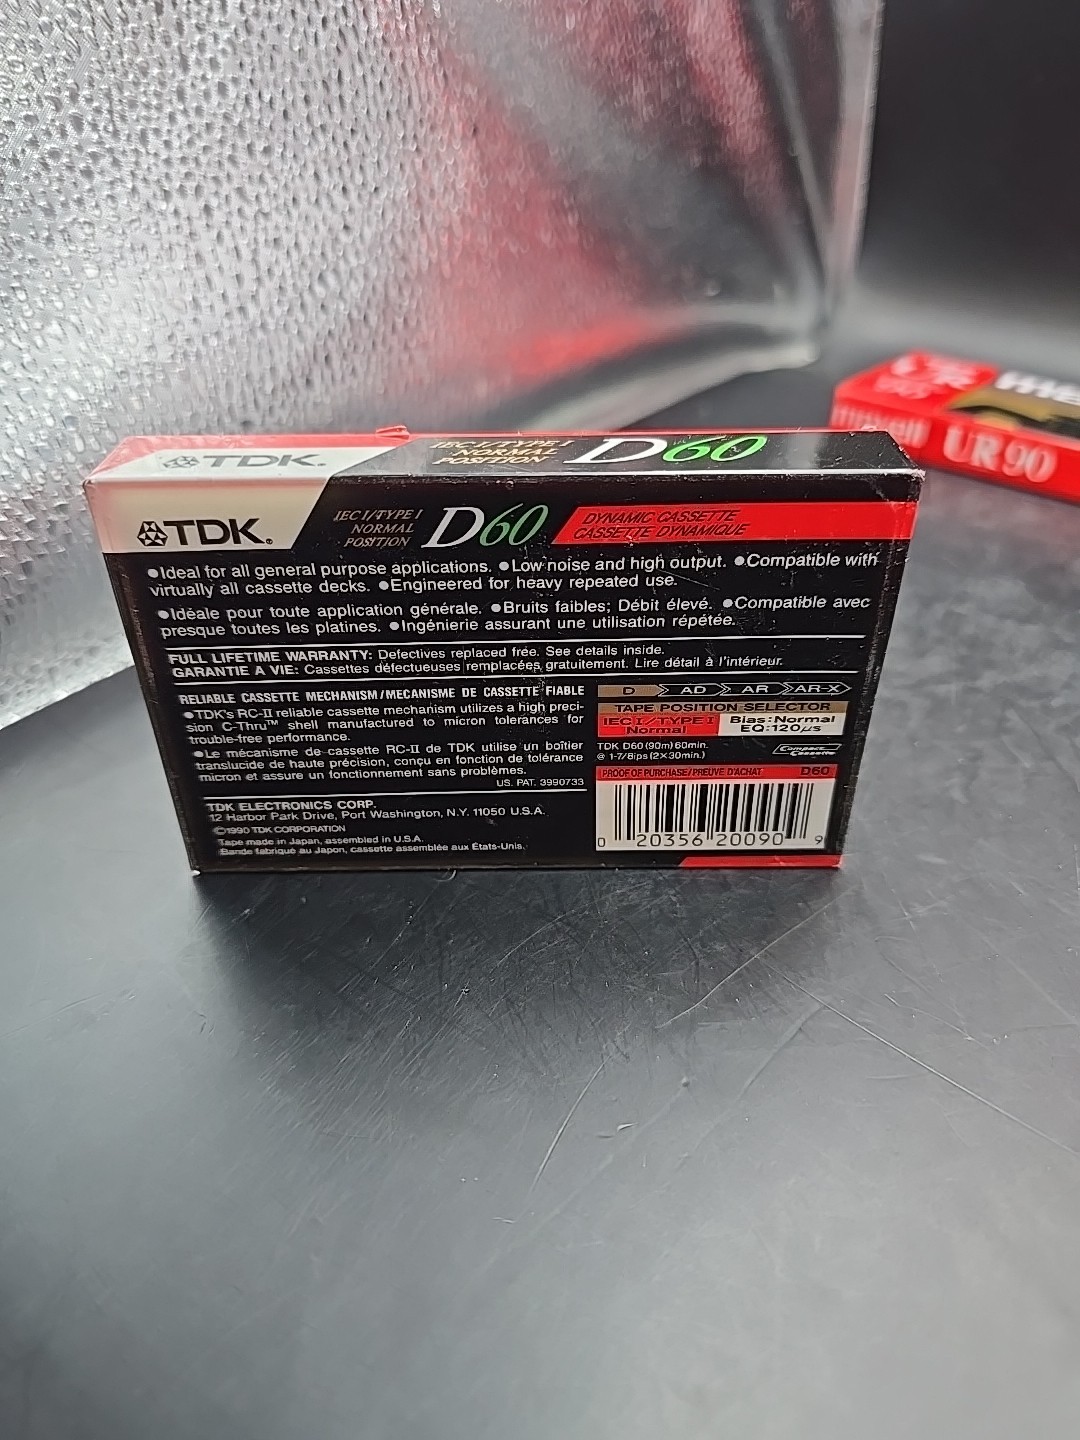 TDK.
IEC I/TYPE I
NORMAL
POSITION
D60
TDK.
IEC I/TYPE I
NORMAL
POSITION
D60
DYNAMIC CASSETTE
CASSETTE DYNAMIQUE
●Ideal for all general purpose applications. ●Low noise and high output. ●Compatible with
virtually all cassette decks. ●Engineered for heavy repeated use.
●Idéale pour toute application générale. ●Bruits faibles; Débit élevé. ●Compatible avec
presque toutes les platines. ●Ingénierie assurant une utilisation répétée.
FULL LIFETIME WARRANTY: Defectives replaced free. See details inside.
GARANTIE A VIE: Cassettes défectueuses remplacées gratuitement. Lire détail à l'intérieur.
RELIABLE CASSETTE MECHANISM/MECANISME DE CASSETTE FIABLE
●TDK's RC-II reliable cassette mechanism utilizes a high preci-
sion C-Thru™ shell manufactured to micron tolerances for
trouble-free performance.
●Le mécanisme de cassette RC-II de TDK utilise un boîtier
translucide de haute précision, conçu en fonction de tolérance
micron et assure un fonctionnement sans problèmes.
US. PAT. 3990733
TDK ELECTRONICS CORP.
12 Harbor Park Drive, Port Washington, N.Y. 11050 U.S.A.
©1990 TDK CORPORATION
Tape made in Japan, assembled in U.S.A.
Bande fabriqué au Japon, cassette assemblée aux États-Unis.
D AD AR AR-X
TAPE POSITION SELECTOR
IEC I/TYPE I
Normal
Bias:Normal
EQ:120μs
TDK D60 (90m) 60min.
@ 1-7/8ips (2×30min.)
Compact
Cassette
PROOF OF PURCHASE/PREUVE D'ACHAT D60
0 20356 20090 9
UR
maxell
UR 90